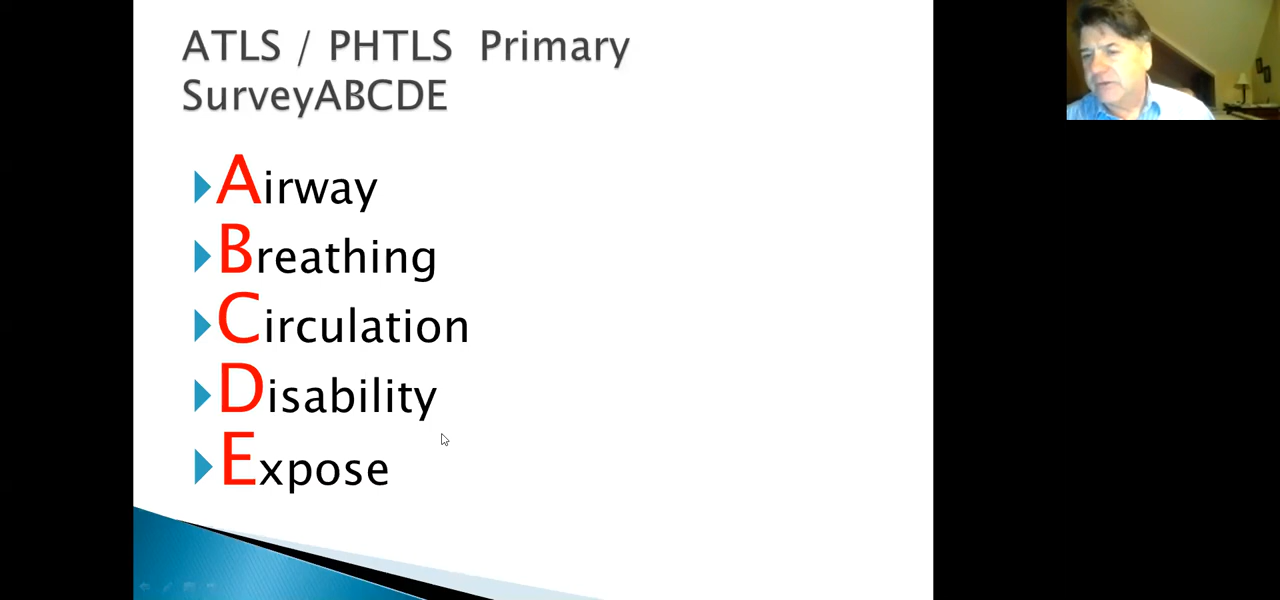 ATLS / PHTLS Primary
SurveyABCDE
Airway
Breathing
Circulation
Disability
Expose